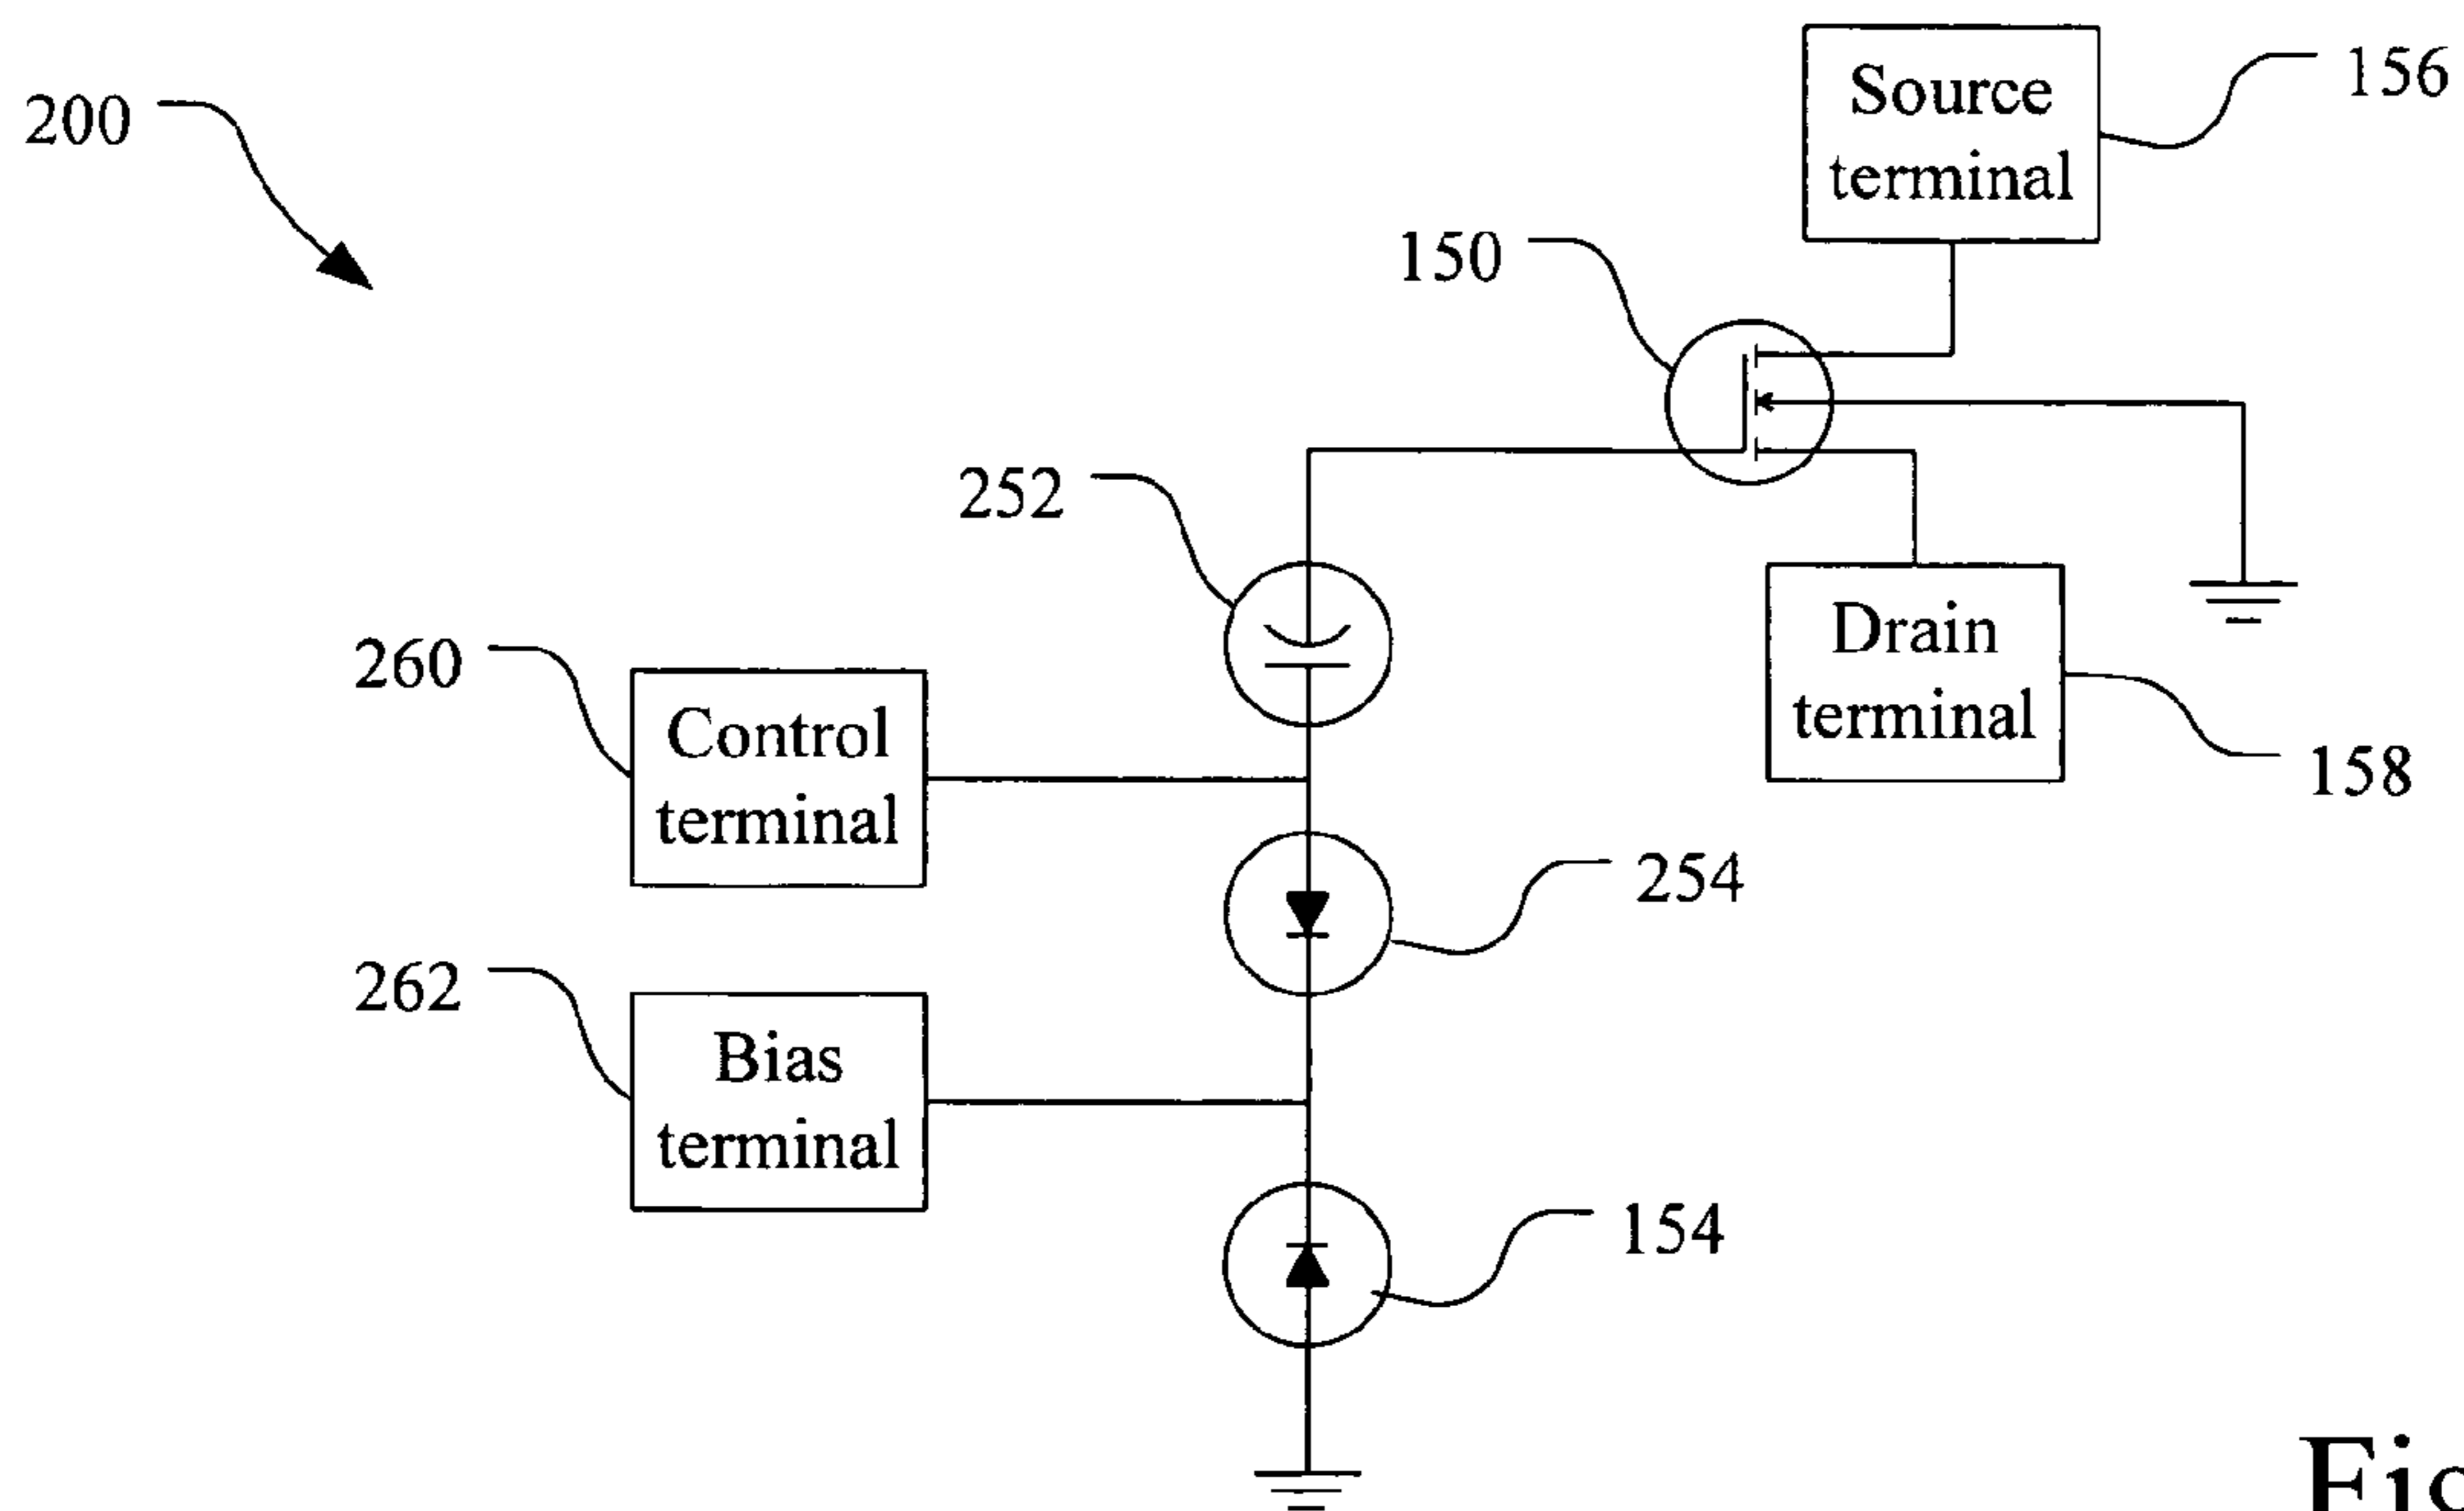 200
Source
terminal
156
150
252
260
Control
terminal
Drain
terminal
158
254
262
Bias
terminal
154